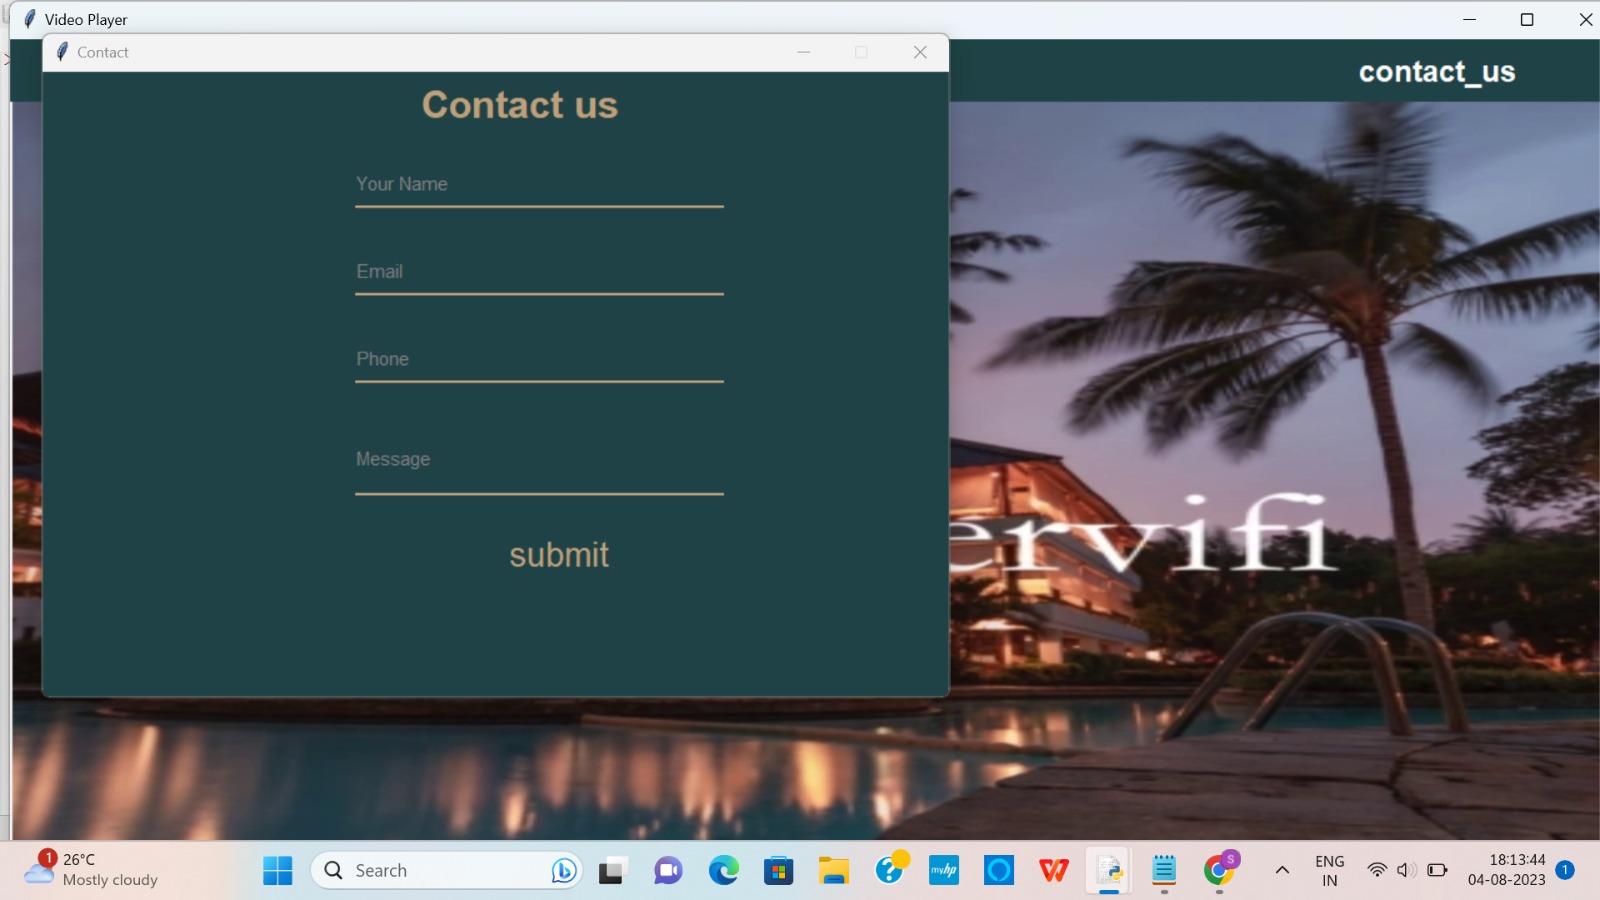 Video Player
Contact
contact_us
Contact us
Your Name
Email
Phone
Message
submit
ervifi
1
26°C
Mostly cloudy
Search
myhp
S
ENG
IN
18:13:44
04-08-2023
1